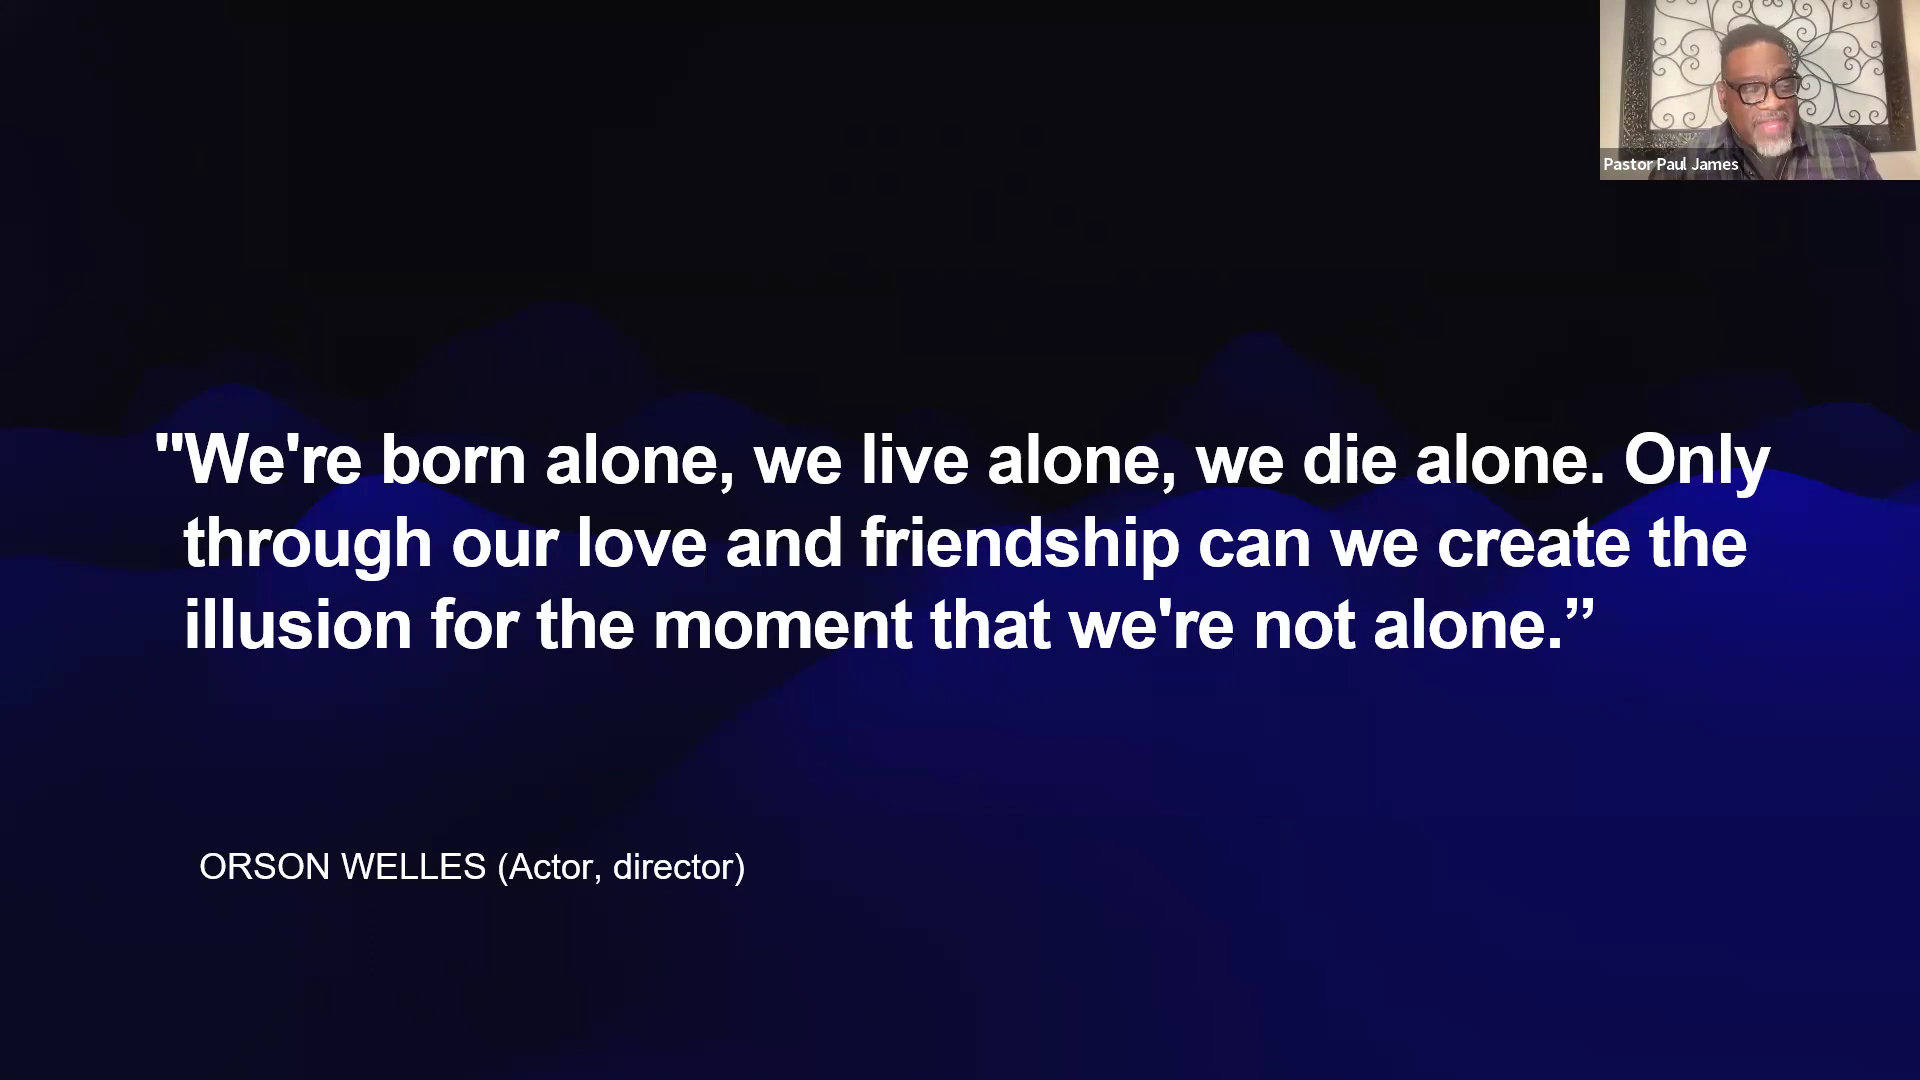 Pastor Paul James
"We're born alone, we live alone, we die alone. Only
through our love and friendship can we create the
illusion for the moment that we're not alone.”
ORSON WELLES (Actor, director)